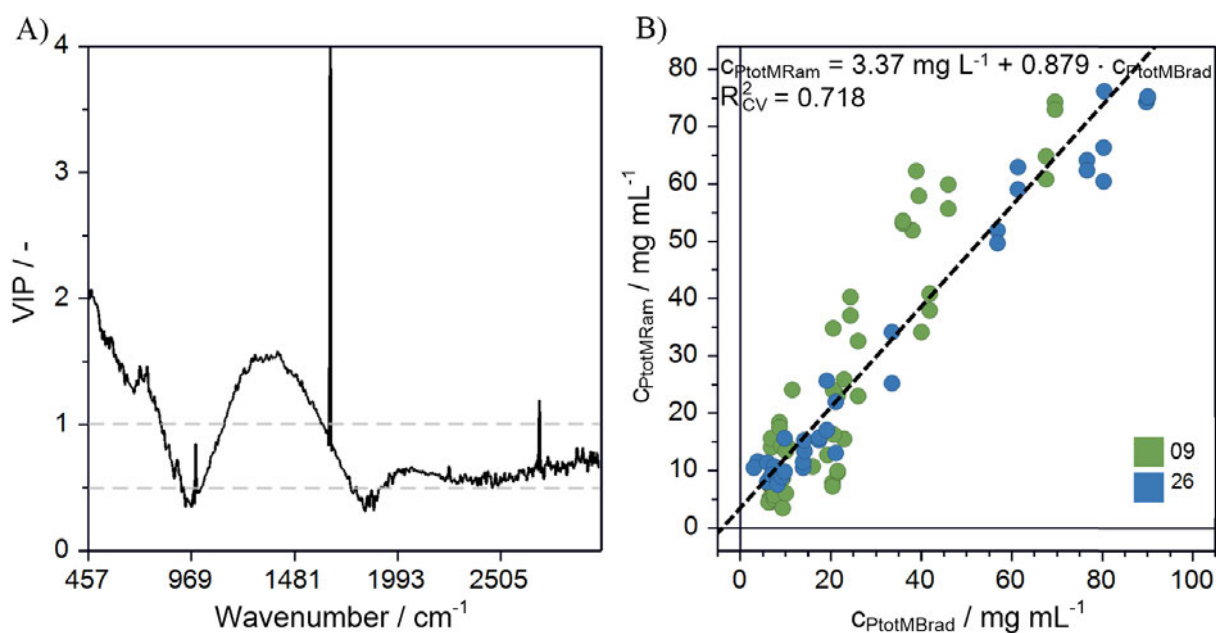 A)
4
3
2
1
0
VIP / -
457 969 1481 1993 2505
Wavenumber / cm⁻¹
B)
c_PtotMRam = 3.37 mg L⁻¹ + 0.879 · c_PtotMBrad
R²_CV = 0.718
80
70
60
50
40
30
20
10
0
c_PtotMRam / mg mL⁻¹
09
26
0 20 40 60 80 100
c_PtotMBrad / mg mL⁻¹